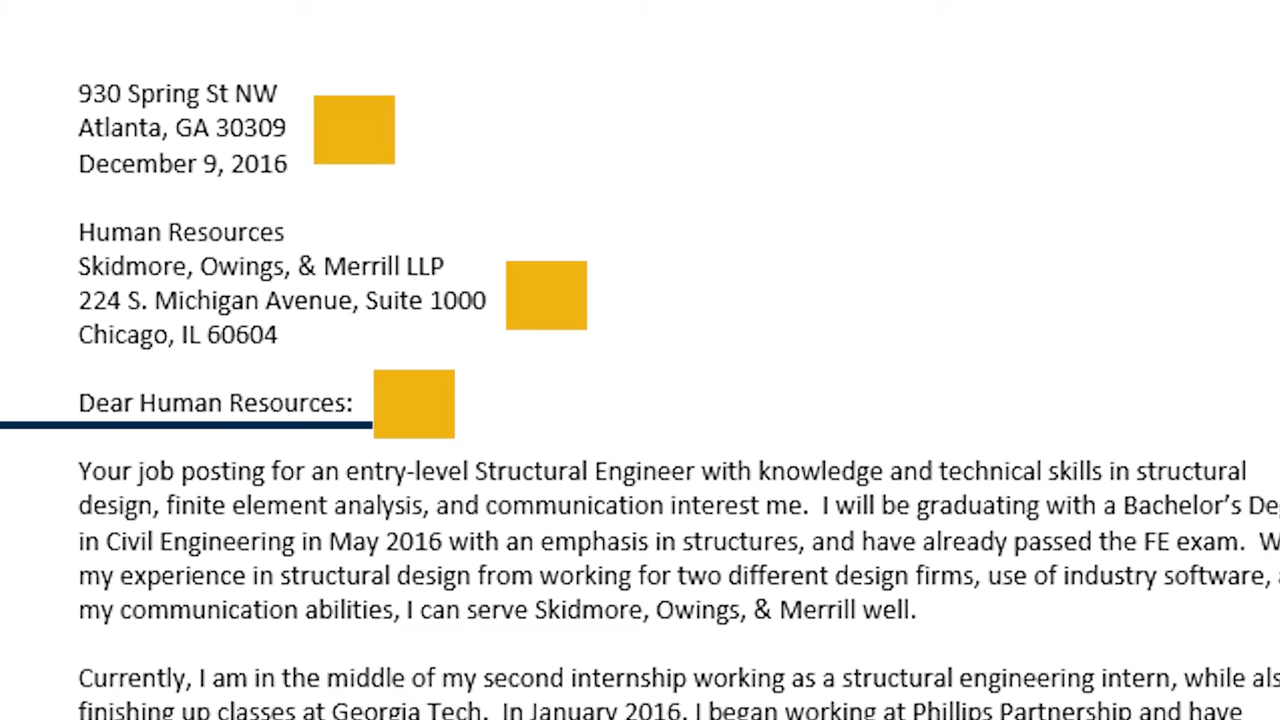 930 Spring St NW
Atlanta, GA 30309
December 9, 2016
Human Resources
Skidmore, Owings, & Merrill LLP
224 S. Michigan Avenue, Suite 1000
Chicago, IL 60604
Dear Human Resources:
Your job posting for an entry-level Structural Engineer with knowledge and technical skills in structural
design, finite element analysis, and communication interest me. I will be graduating with a Bachelor's
in Civil Engineering in May 2016 with an emphasis in structures, and have already passed the FE exam.
my experience in structural design from working for two different design firms, use of industry software,
my communication abilities, I can serve Skidmore, Owings, & Merrill well.
Currently, I am in the middle of my second internship working as a structural engineering intern, while
finishing up classes at Georgia Tech. In January 2016, I began working at Phillips Partnership and have